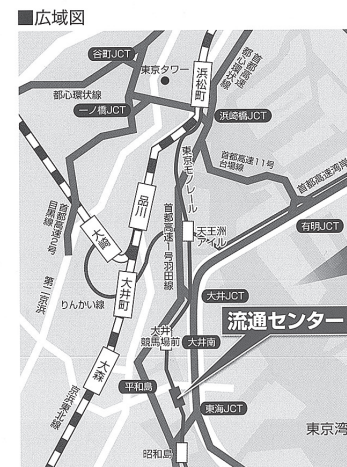 ■広域図
谷町JCT
東京タワー
浜松町
首都高速
都心環状線
都心環状線
一ノ橋JCT
浜崎橋JCT
東京モノレール
首都高速11号
台場線
首都高速湾岸
品川
有明JCT
首都高速2号
目黒線
大崎
首都高速1号羽田線
天王洲
アイル
大井町
第二京浜
りんかい線
大井JCT
流通センター
大井
競馬場前
大井南
大森
平和島
京浜東北線
東海JCT
東京湾
昭和島